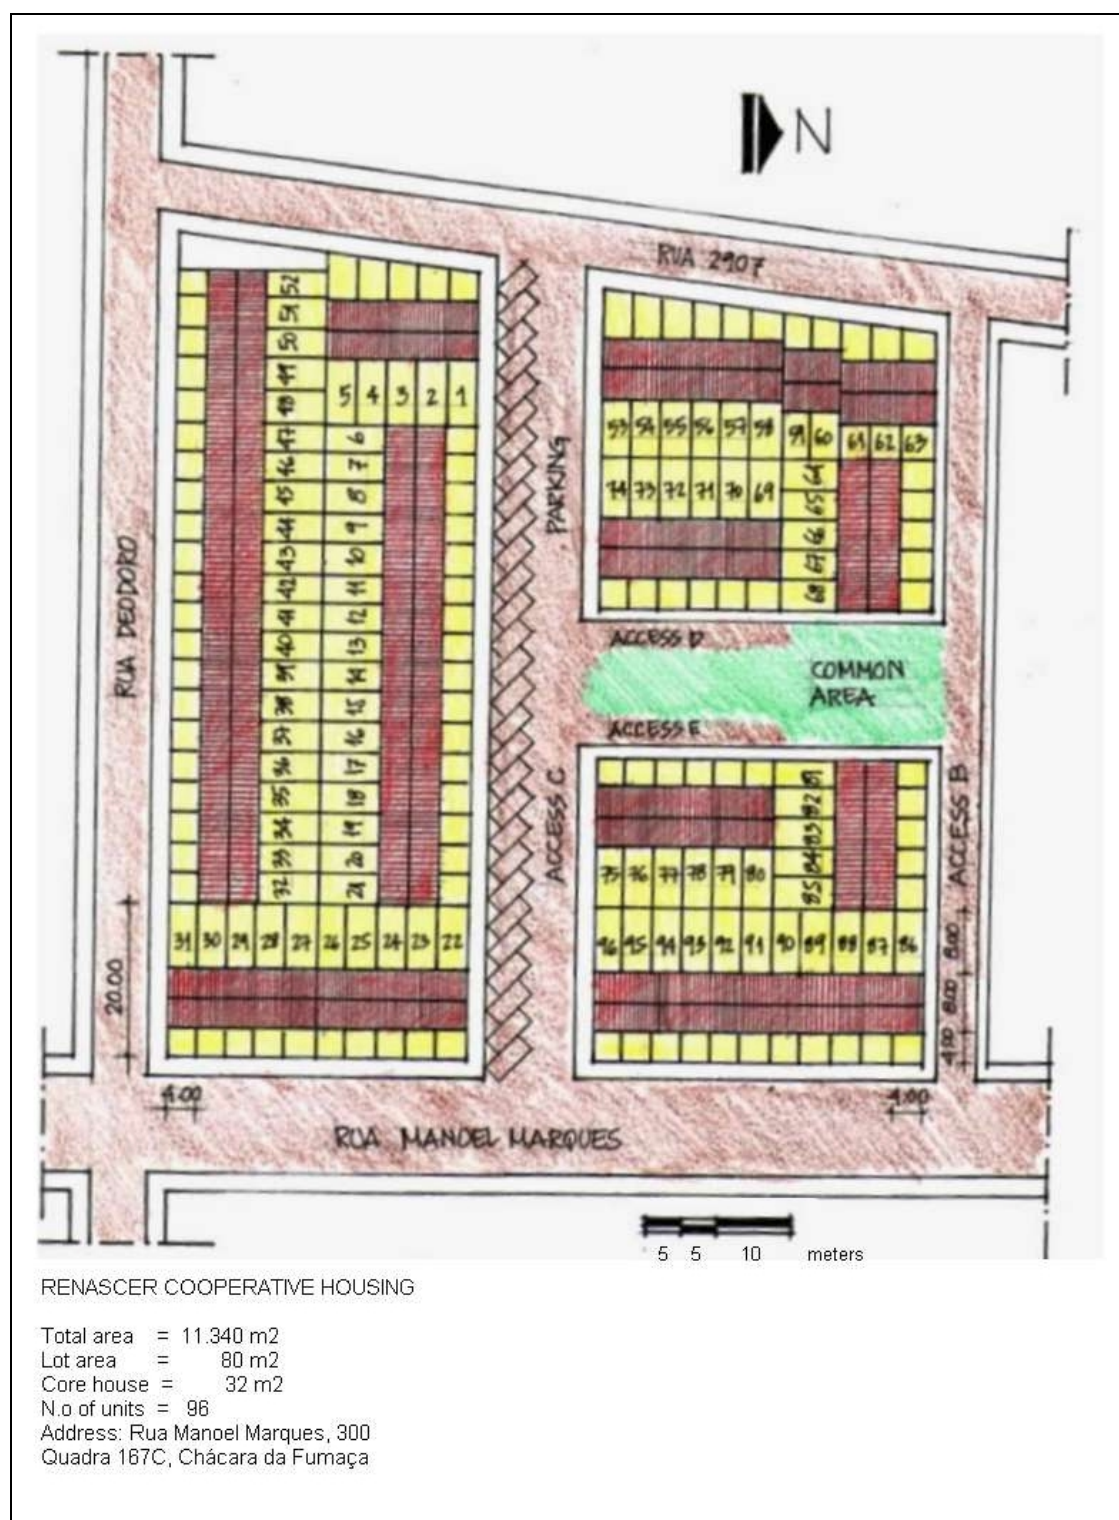 N
RUA 2907
52
51
50
49
48
47
46
45
44
43
42
41
40
39
38
37
36
35
34
33
32
5 4 3 2 1
6
7
8
9
10
11
12
13
14
15
16
17
18
19
20
21
31 30 29 28 27 26 25 24 23 22
RUA DEODORO
20.00
4.00
PARKING
ACCESS C
53 54 55 56 57 58 59 60 61 62 63
74 73 72 71 70 69
64
65
66
67
68
ACCESS D
COMMON
AREA
ACCESS E
81
82
83
84
85
75 76 77 78 79 80
96 95 94 93 92 91 90 89 88 87 86
ACCESS B
8.00
8.00
4.00
4.00
RUA MANOEL MARQUES
5 5 10 meters
RENASCER COOPERATIVE HOUSING
Total area = 11.340 m2
Lot area = 80 m2
Core house = 32 m2
N.o of units = 96
Address: Rua Manoel Marques, 300
Quadra 167C, Chácara da Fumaça